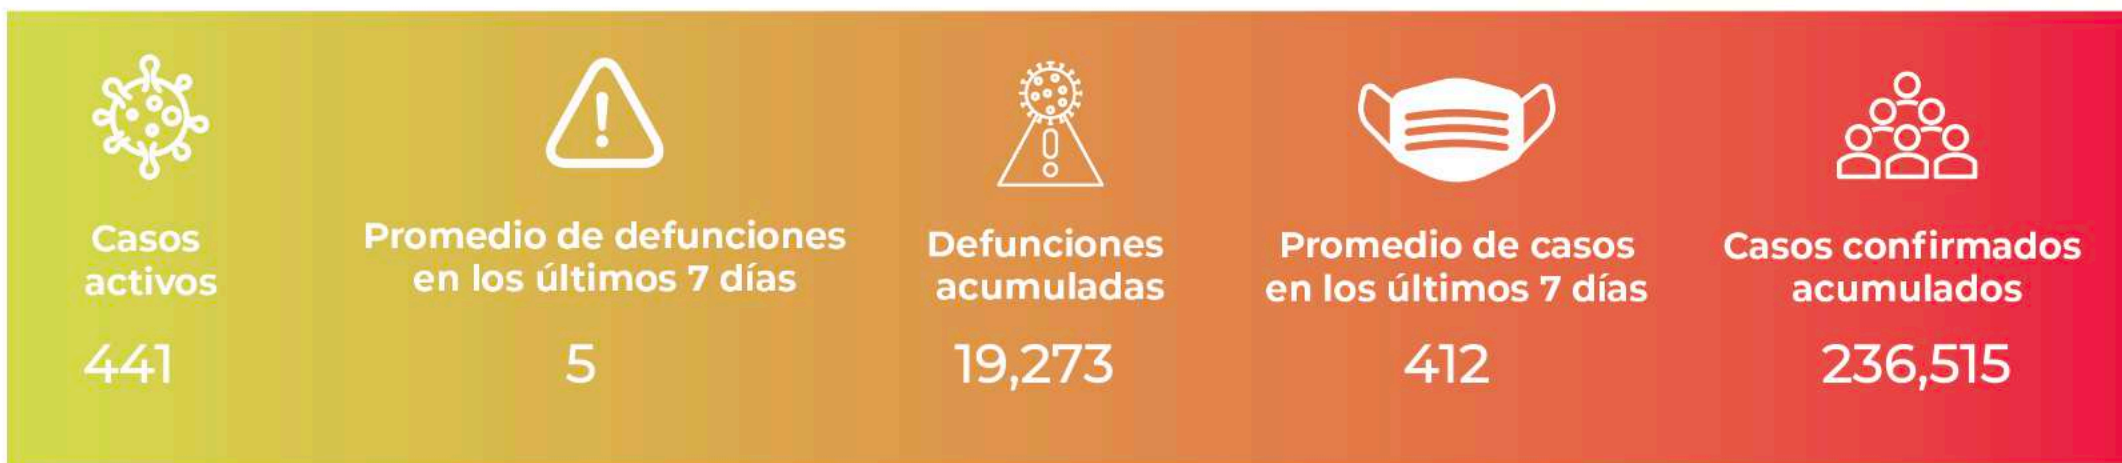 Casos
activos
441
Promedio de defunciones
en los últimos 7 días
5
Defunciones
acumuladas
19,273
Promedio de casos
en los últimos 7 días
412
Casos confirmados
acumulados
236,515